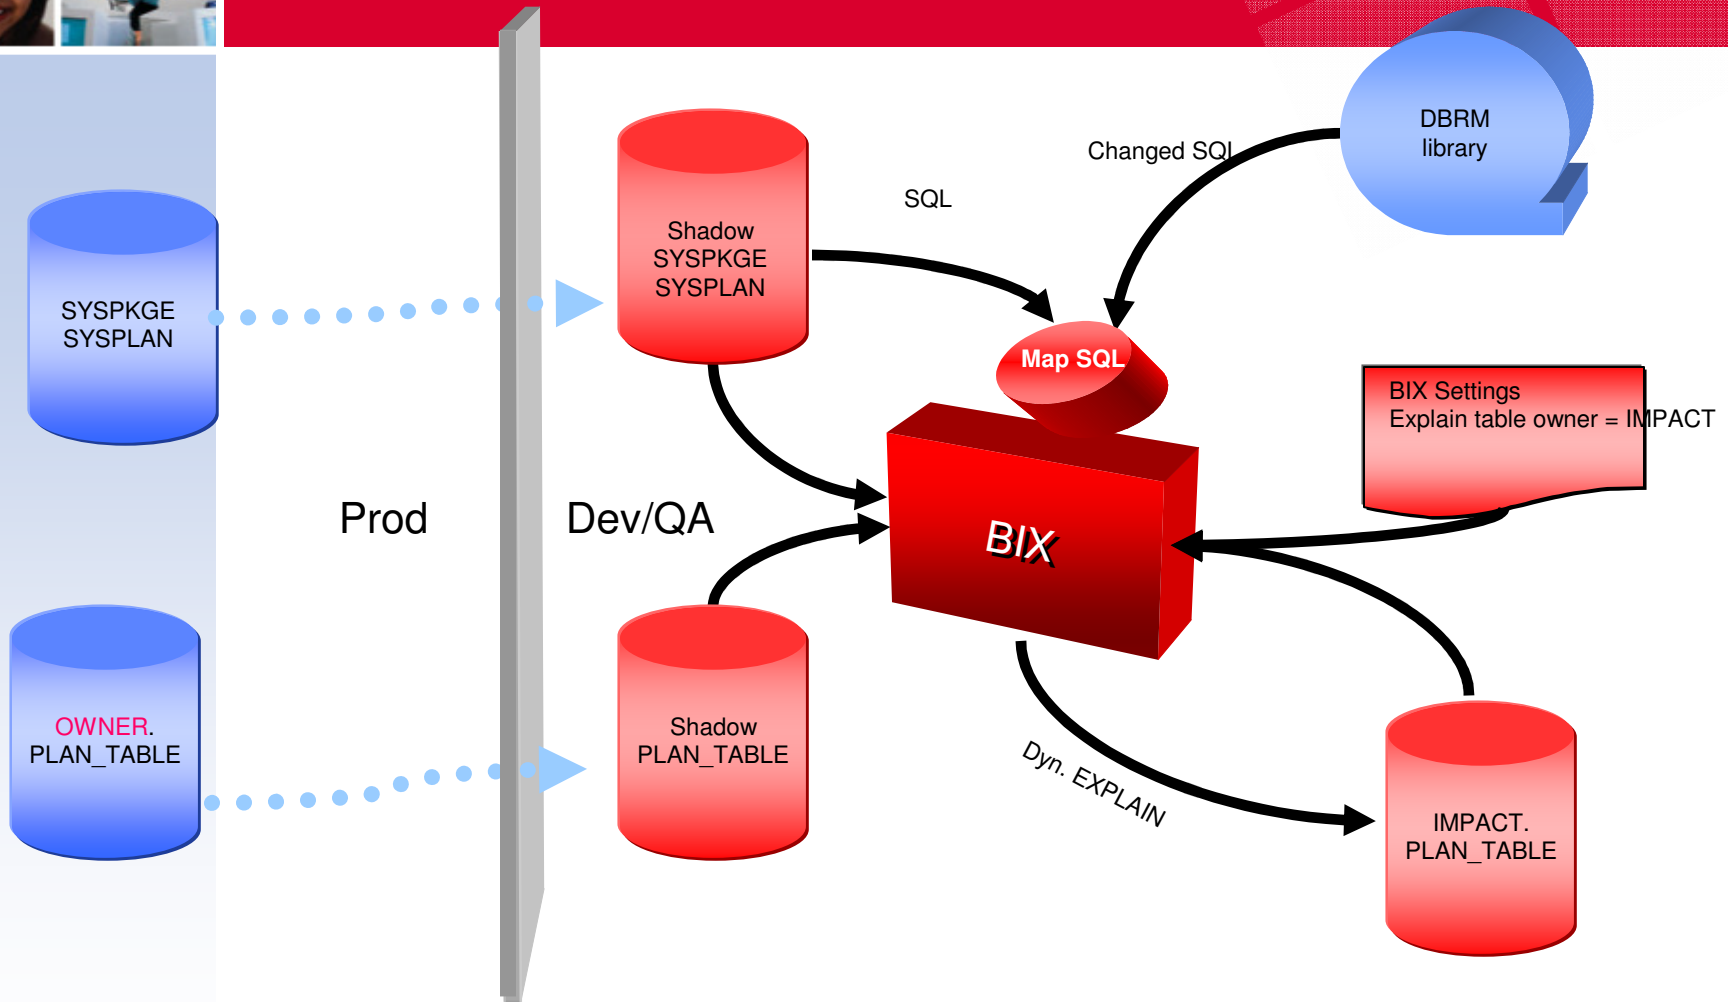 DBRM
library
Changed SQL
SQL
Shadow
SYSPKGE
SYSPLAN
SYSPKGE
SYSPLAN
Map SQL
BIX Settings
Explain table owner = IMPACT
Prod
Dev/QA
BIX
OWNER.
PLAN_TABLE
Shadow
PLAN_TABLE
Dyn. EXPLAIN
IMPACT.
PLAN_TABLE